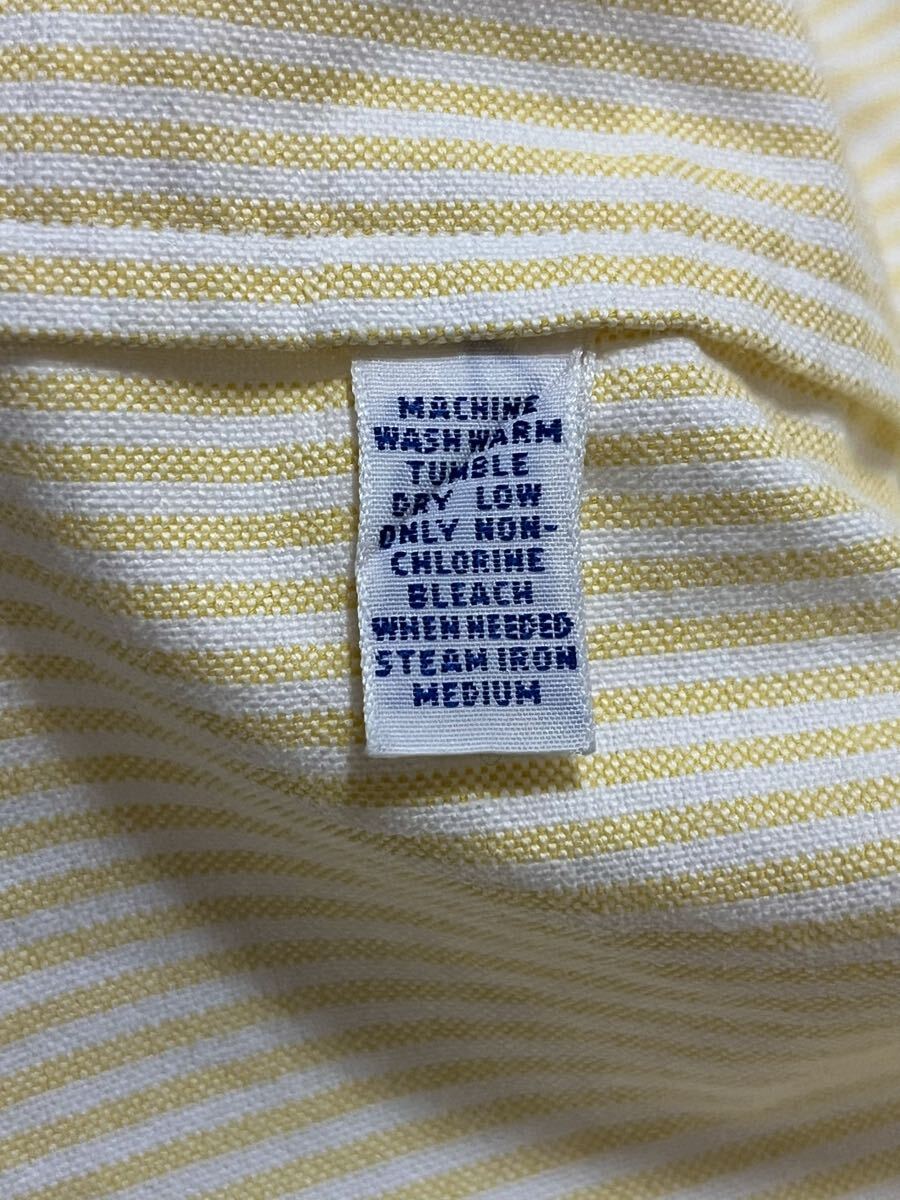 MACHINE
WASH WARM
TUMBLE
DRY LOW
ONLY NON-
CHLORINE
BLEACH
WHEN NEEDED
STEAM IRON
MEDIUM